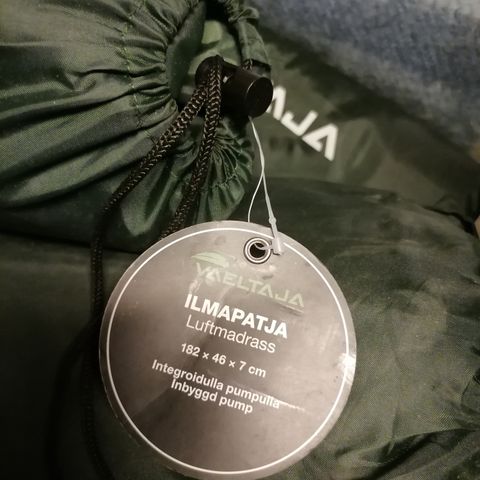 AJA
VAELTAJA
ILMAPATJA
Luftmadrass
182 × 46 × 7 cm
Integroidulla pumpulla
Inbyggd pump